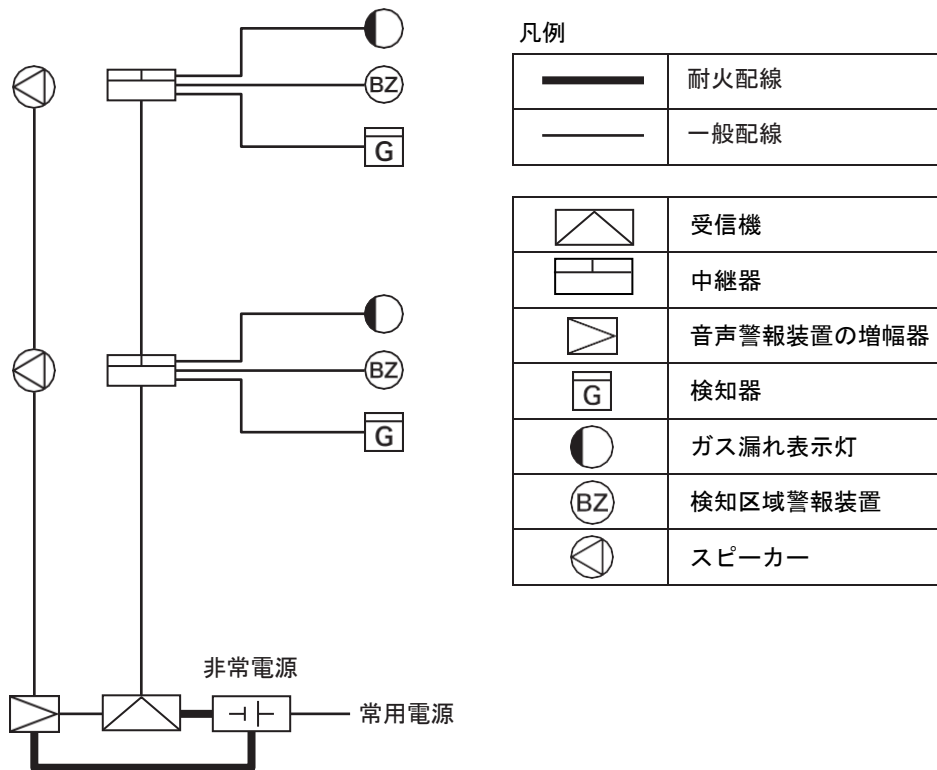 凡例
耐火配線
一般配線
受信機
中継器
音声警報装置の増幅器
G 検知器
ガス漏れ表示灯
BZ 検知区域警報装置
スピーカー
BZ
G
BZ
G
非常電源
常用電源